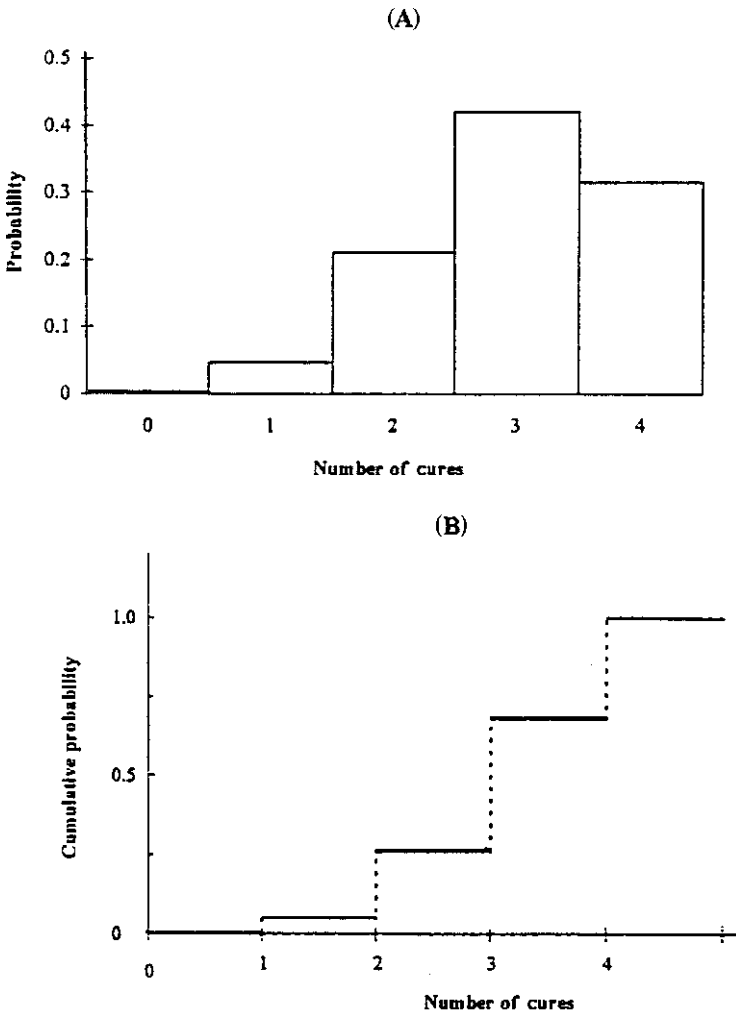 (A)
0.5
0.4
0.3
0.2
0.1
0
Probability
0 1 2 3 4
Number of cures
(B)
1.0
0.5
0
Cumulative probability
0 1 2 3 4
Number of cures